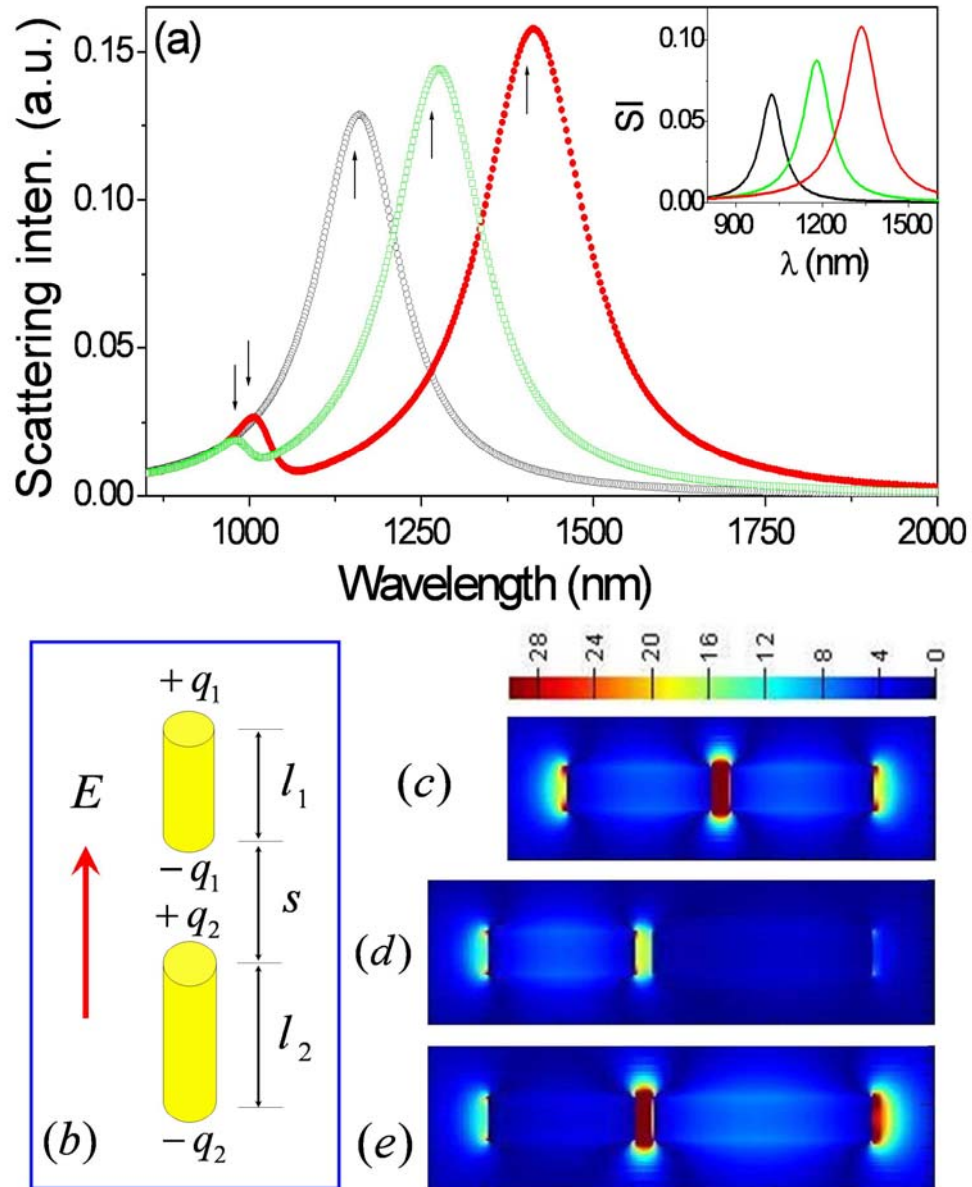 (a)
Scattering inten. (a.u.)
0.15
0.10
0.05
0.00
1000 1250 1500 1750 2000
Wavelength (nm)
SI
0.10
0.05
0.00
900 1200 1500
λ (nm)
28 24 20 16 12 8 4 0
(b)
E
+q₁
−q₁
+q₂
−q₂
l₁
s
l₂
(c)
(d)
(e)